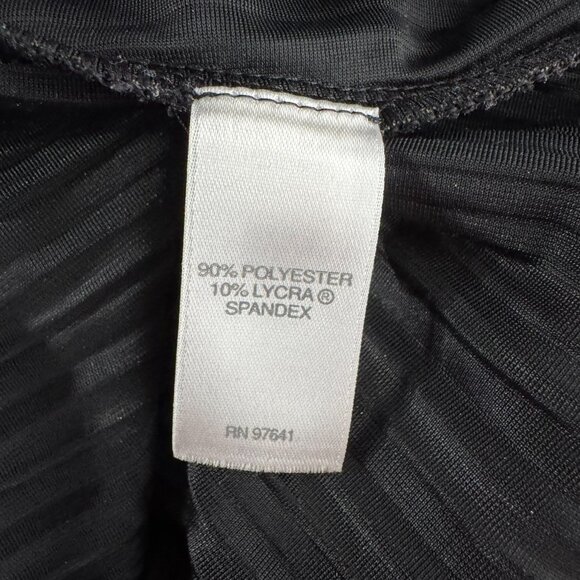 90% POLYESTER
10% LYCRA ®
SPANDEX
RN 97641